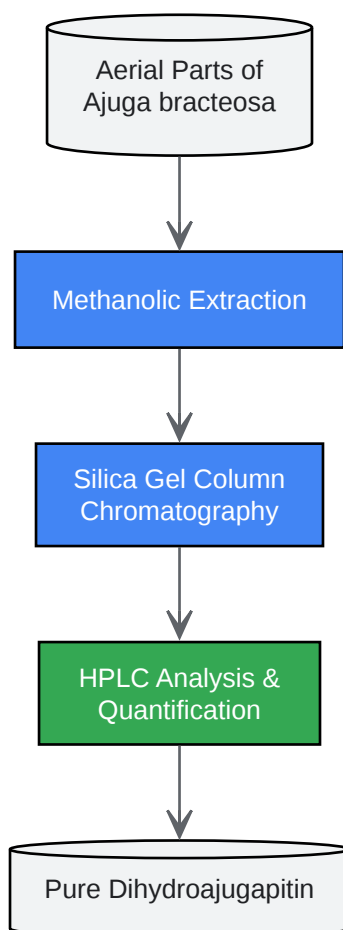 Aerial Parts of
Ajuga bracteosa
Methanolic Extraction
Silica Gel Column
Chromatography
HPLC Analysis &
Quantification
Pure Dihydroajugapitin